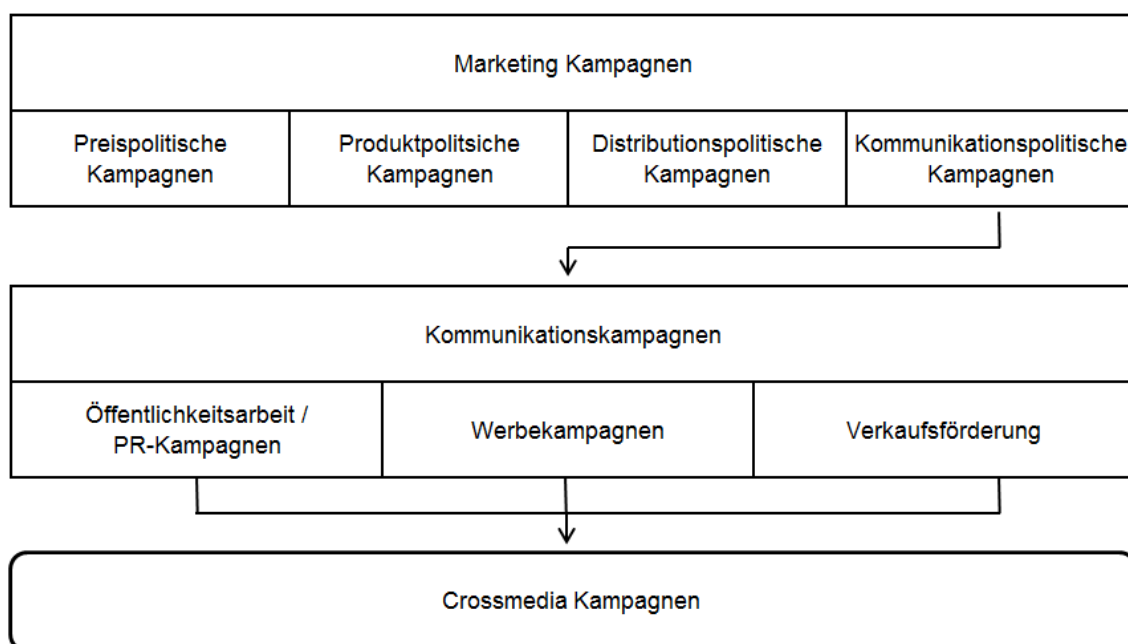 Marketing Kampagnen
Preispolitische
Kampagnen
Produktpolitsiche
Kampagnen
Distributionspolitische
Kampagnen
Kommunikationspolitische
Kampagnen
Kommunikationskampagnen
Öffentlichkeitsarbeit /
PR-Kampagnen
Werbekampagnen
Verkaufsförderung
Crossmedia Kampagnen